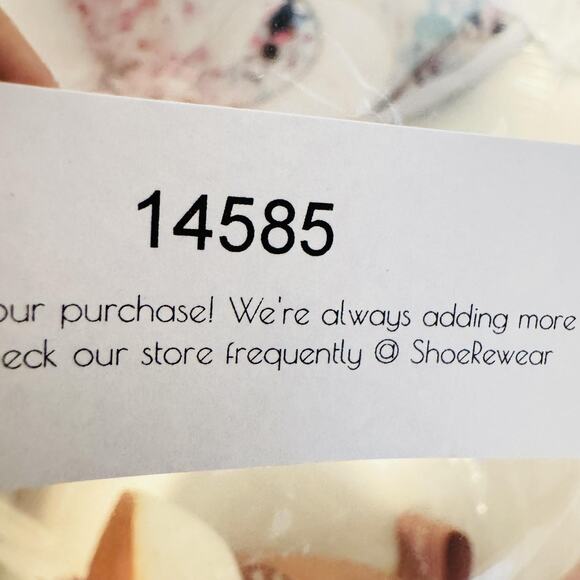 14585
our purchase! We're always adding more
eck our store frequently @ ShoeRewear